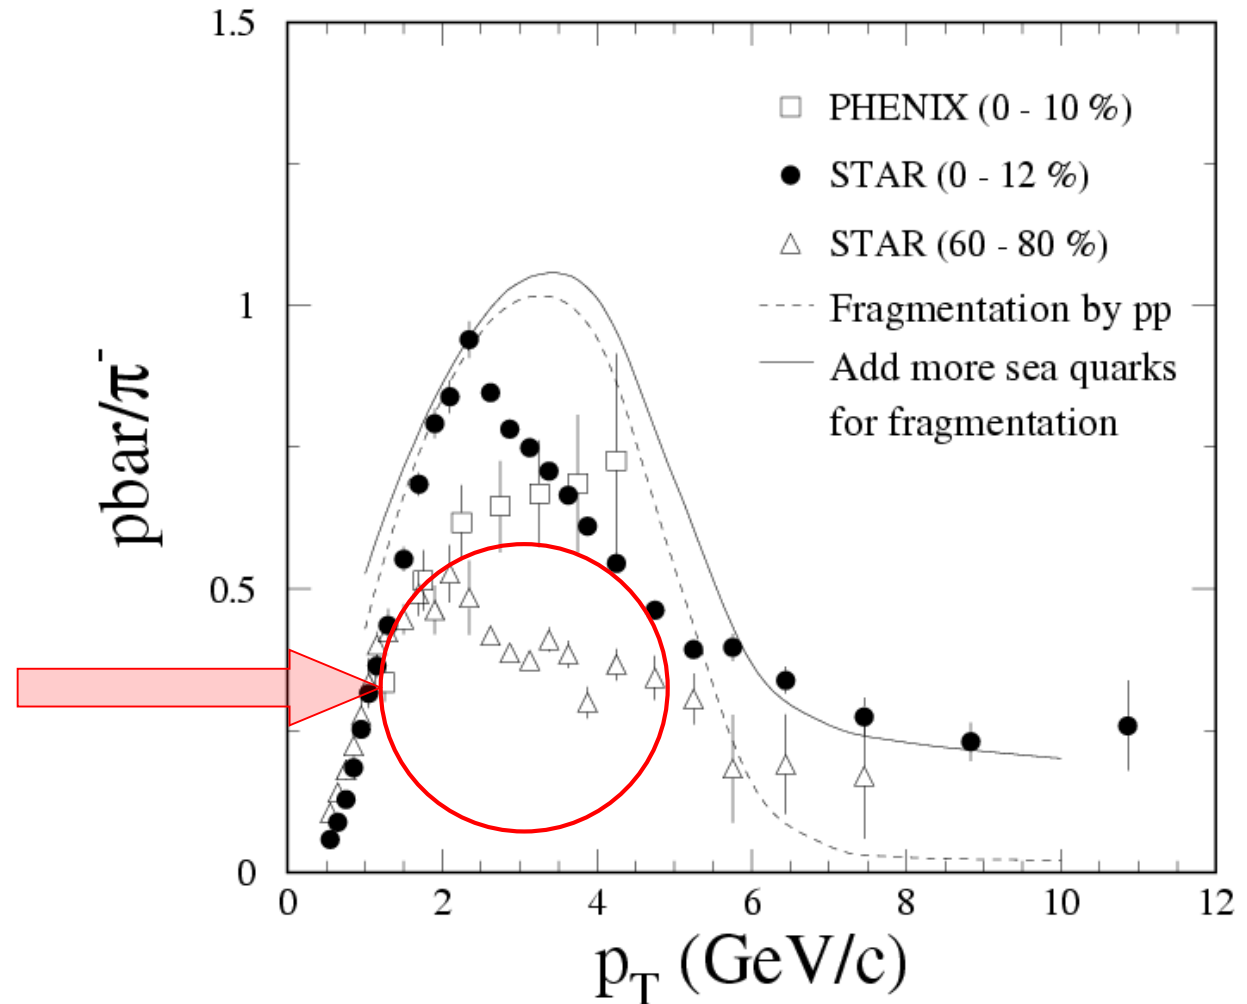 1.5
1
0.5
0
0 2 4 6 8 10 12
pbar/π⁻
p_T (GeV/c)
PHENIX (0 - 10 %)
STAR (0 - 12 %)
STAR (60 - 80 %)
Fragmentation by pp
Add more sea quarks
for fragmentation